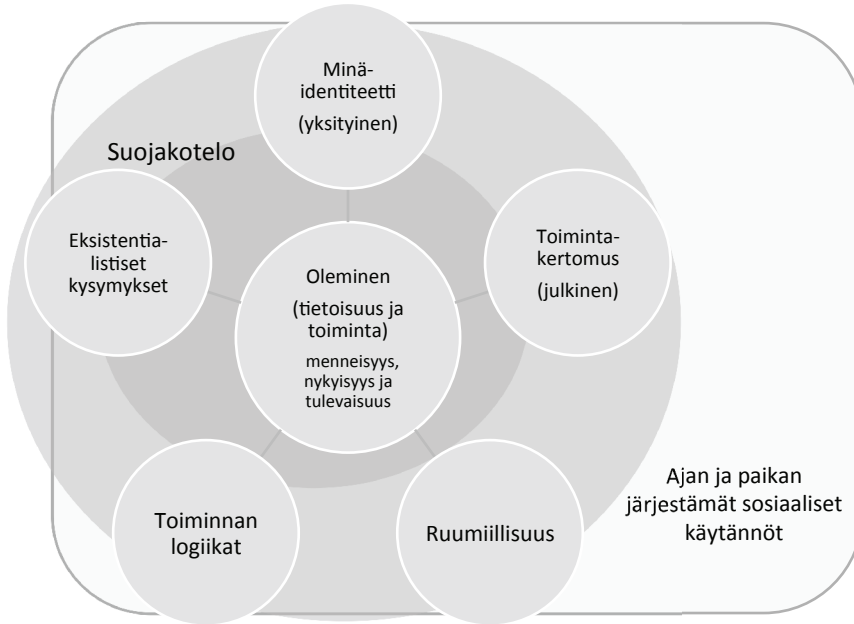 Minä-
identiteetti
(yksityinen)
Suojakotelo
Eksistentia-
listiset
kysymykset
Toiminta-
kertomus
(julkinen)
Oleminen
(tietoisuus ja
toiminta)
menneisyys,
nykyisyys ja
tulevaisuus
Toiminnan
logiikat
Ruumiillisuus
Ajan ja paikan
järjestämät sosiaaliset
käytännöt